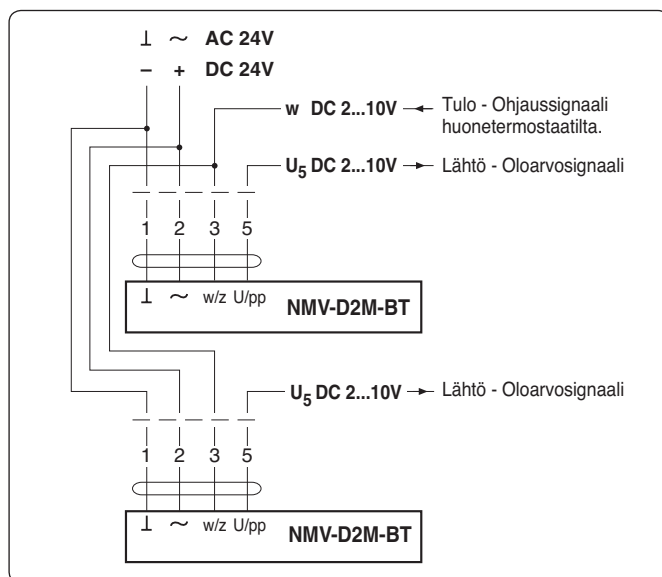 ⊥ ~ AC 24V
− + DC 24V
w DC 2...10V Tulo - Ohjaussignaali
huonetermostaatilta.
U5 DC 2...10V Lähtö - Oloarvosignaali
1 2 3 5
⊥ ~ w/z U/pp NMV-D2M-BT
U5 DC 2...10V Lähtö - Oloarvosignaali
1 2 3 5
⊥ ~ w/z U/pp NMV-D2M-BT